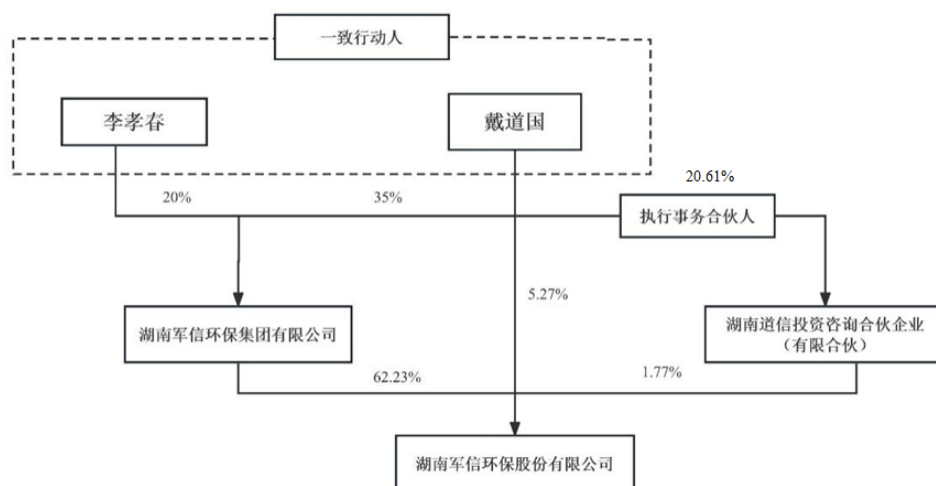 一致行动人
李孝春
戴道国
20.61%
20%
35%
执行事务合伙人
5.27%
湖南军信环保集团有限公司
湖南道信投资咨询合伙企业
（有限合伙）
62.23%
1.77%
湖南军信环保股份有限公司